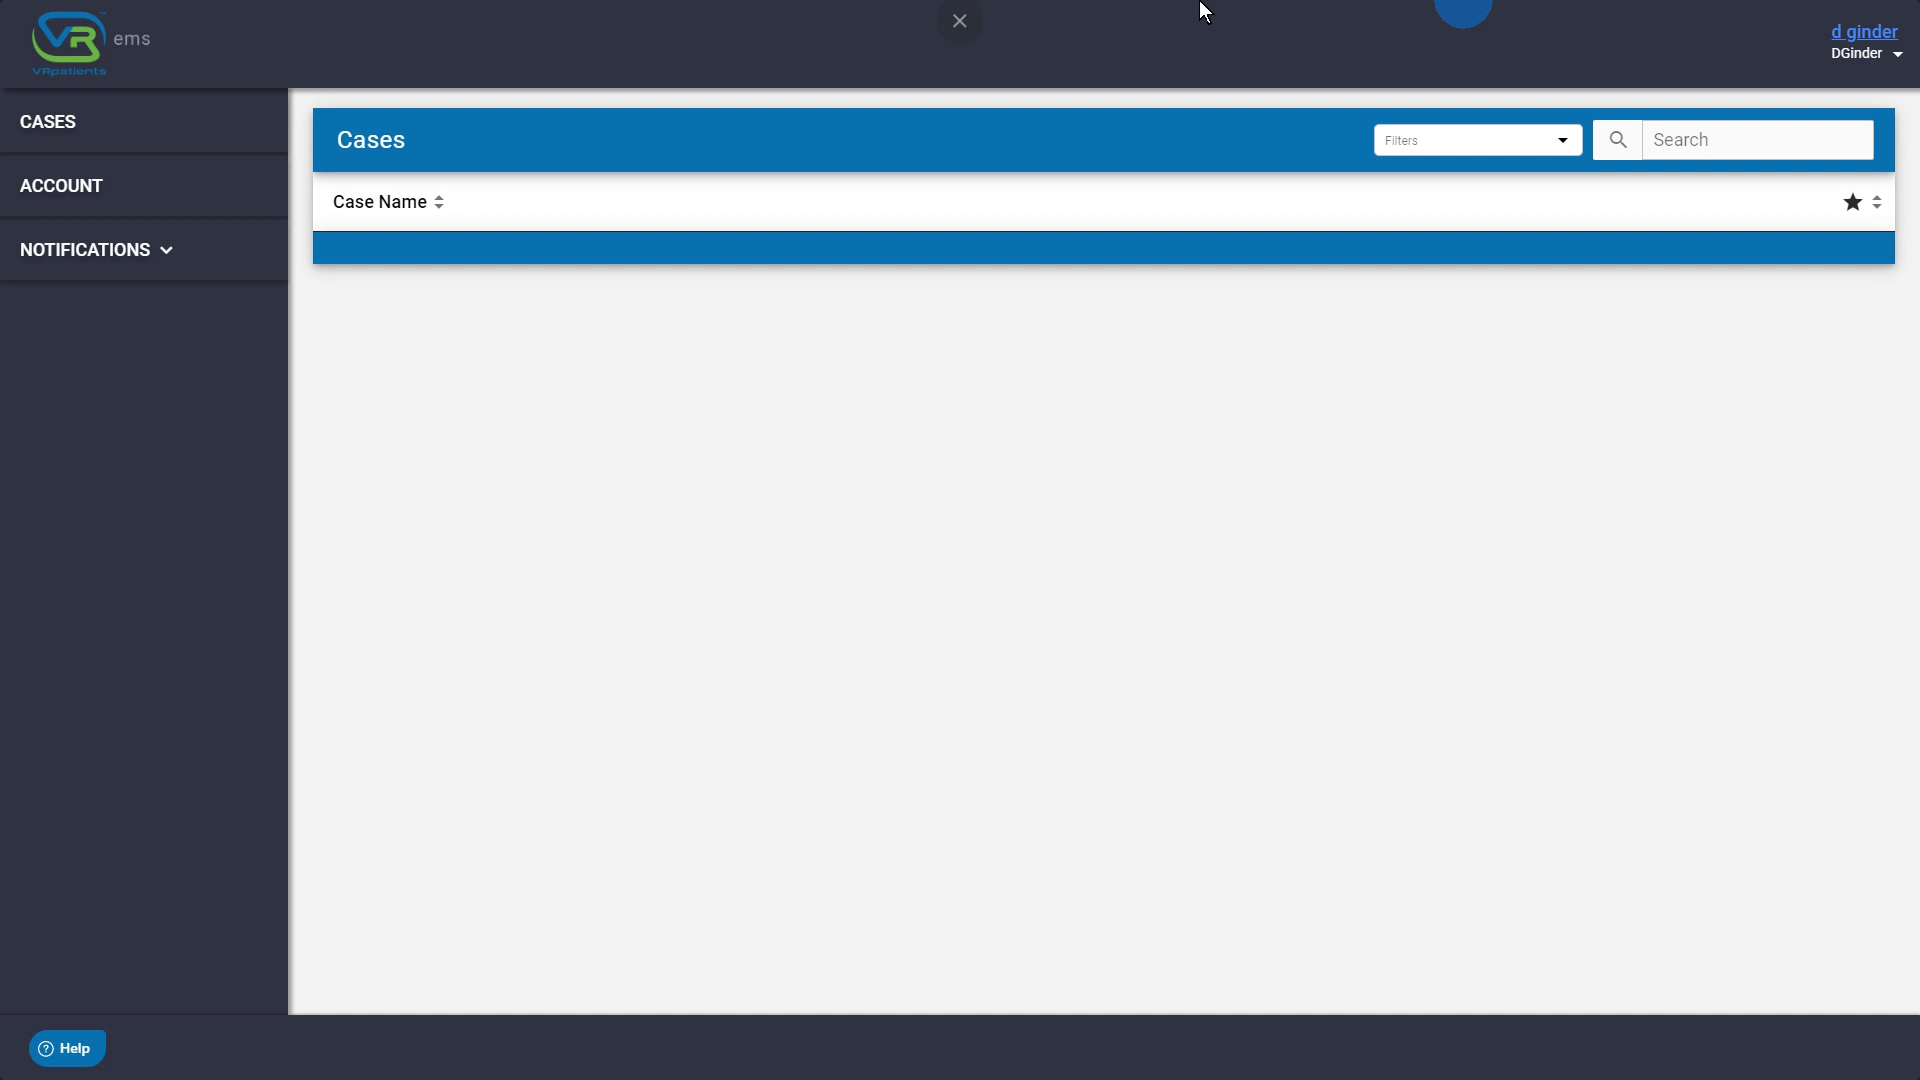 VR
VRpatients
ems
d ginder
DGinder
CASES
ACCOUNT
NOTIFICATIONS
Cases
Filters
Search
Case Name
Help